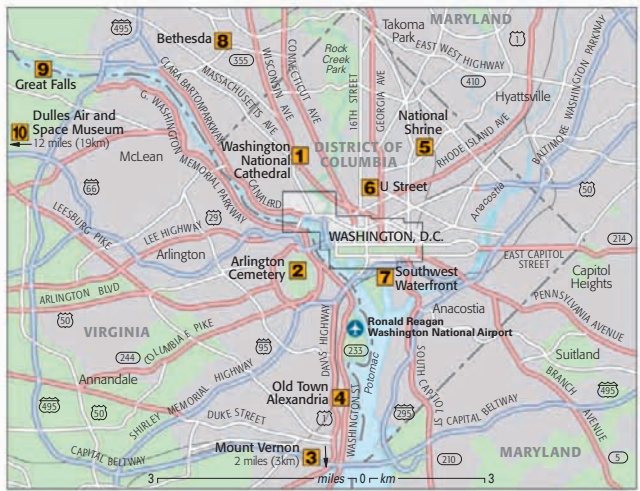 MARYLAND
495
Takoma
Park
1
Bethesda 8
355
EAST WEST HIGHWAY
Rock
Creek
Park
9
Great Falls
WISCONSIN AVE
CONNECTICUT AVE
CLARA BARTON PARKWAY
MASSACHUSETTS AVE
16TH STREET
GEORGIA AVE
410
Hyattsville
BALTIMORE WASHINGTON PARKWAY
G. WASHINGTON MEMORIAL PARKWAY
10
Dulles Air and
Space Museum
12 miles (19km)
National
Shrine
5
RHODE ISLAND AVE
McLean
Washington
National
Cathedral
1
DISTRICT OF
COLUMBIA
66
CANAL RD
6 U Street
Anacostia
50
LEESBURG PIKE
29
LEE HIGHWAY
WASHINGTON, D.C.
214
Arlington
EAST CAPITOL
STREET
Arlington
Cemetery
2
7
Southwest
Waterfront
Capitol
Heights
ARLINGTON BLVD
PENNSYLVANIA AVENUE
50
Anacostia
VIRGINIA
Ronald Reagan
Washington National Airport
DAVIS HIGHWAY
244
COLUMBIA PIKE
95
233
Potomac
SOUTH CAPITOL ST
Suitland
Annandale
BRANCH AVENUE
495
495
50
SHIRLEY MEMORIAL HIGHWAY
Old Town
Alexandria
4
WASHINGTON ST
295
CAPITAL BELTWAY
DUKE STREET
1
CAPITAL BELTWAY
Mount Vernon
2 miles (3km)
3
210
MARYLAND
5
3 miles 0 km 3